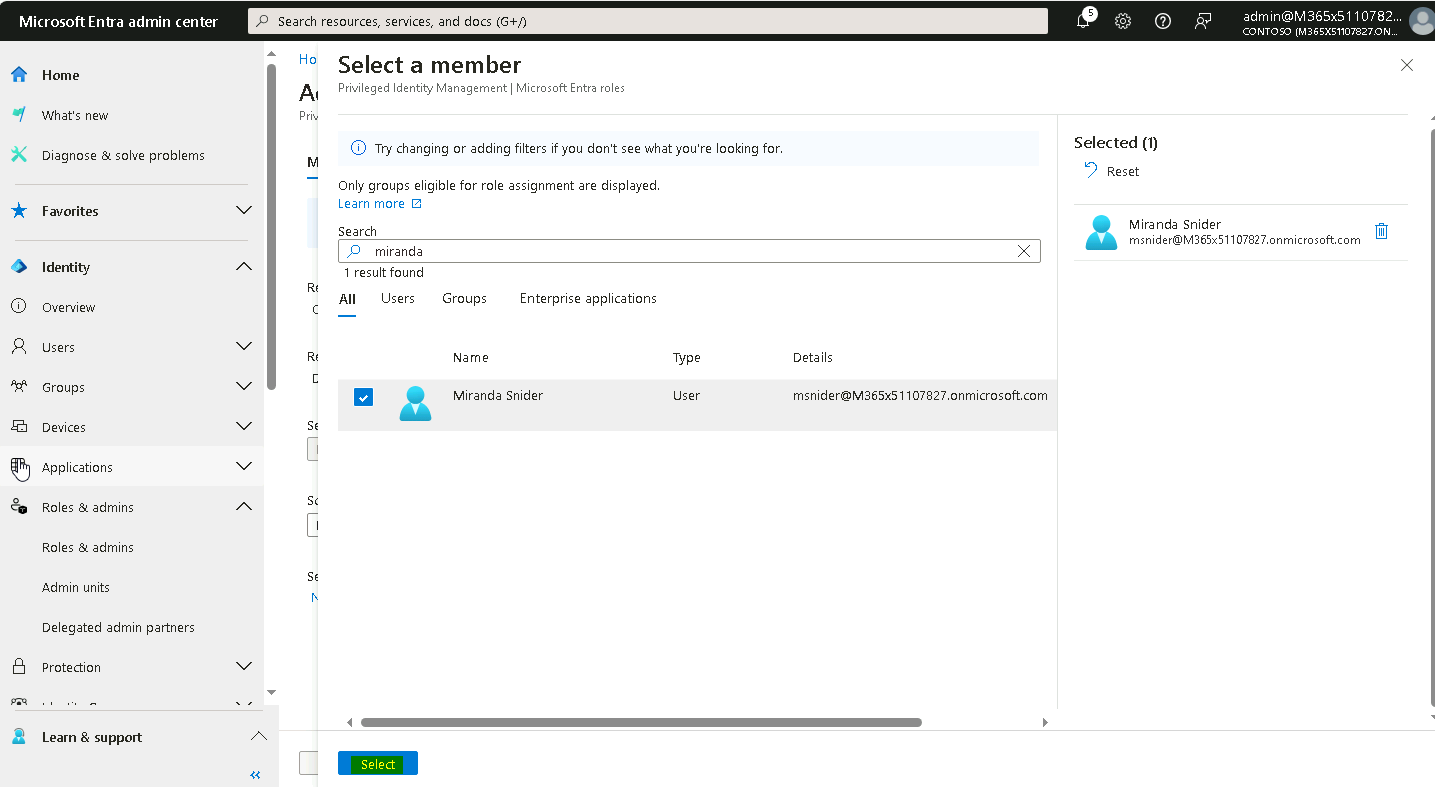 Microsoft Entra admin center
Search resources, services, and docs (G+/)
5
admin@M365x5110782...
CONTOSO (M365X51107827.ON...
Home
What's new
Diagnose & solve problems
Favorites
Identity
Overview
Users
Groups
Devices
Applications
Roles & admins
Roles & admins
Admin units
Delegated admin partners
Protection
Learn & support
Ho
Priv
M
Re
Re
Se
Sc
Se
N
Select a member
Privileged Identity Management | Microsoft Entra roles
Try changing or adding filters if you don't see what you're looking for.
Only groups eligible for role assignment are displayed.
Learn more
Search
miranda
1 result found
All Users Groups Enterprise applications
Name Type Details
Miranda Snider User msnider@M365x51107827.onmicrosoft.com
Select
Selected (1)
Reset
Miranda Snider
msnider@M365x51107827.onmicrosoft.com